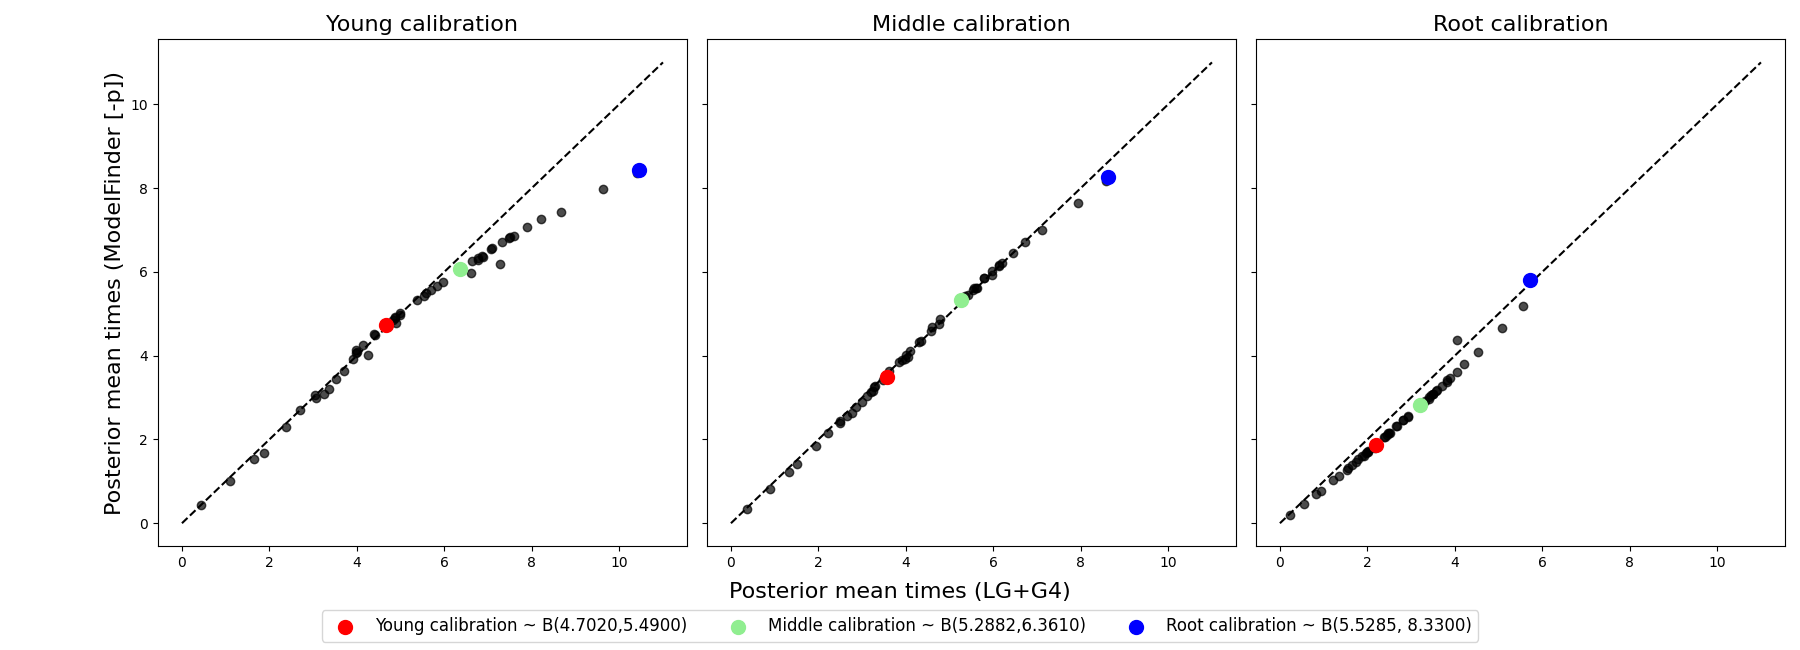 Young calibration
Middle calibration
Root calibration
Posterior mean times (ModelFinder [-p])
10
8
6
4
2
0
0 2 4 6 8 10
0 2 4 6 8 10
0 2 4 6 8 10
Posterior mean times (LG+G4)
Young calibration ~ B(4.7020,5.4900)
Middle calibration ~ B(5.2882,6.3610)
Root calibration ~ B(5.5285, 8.3300)